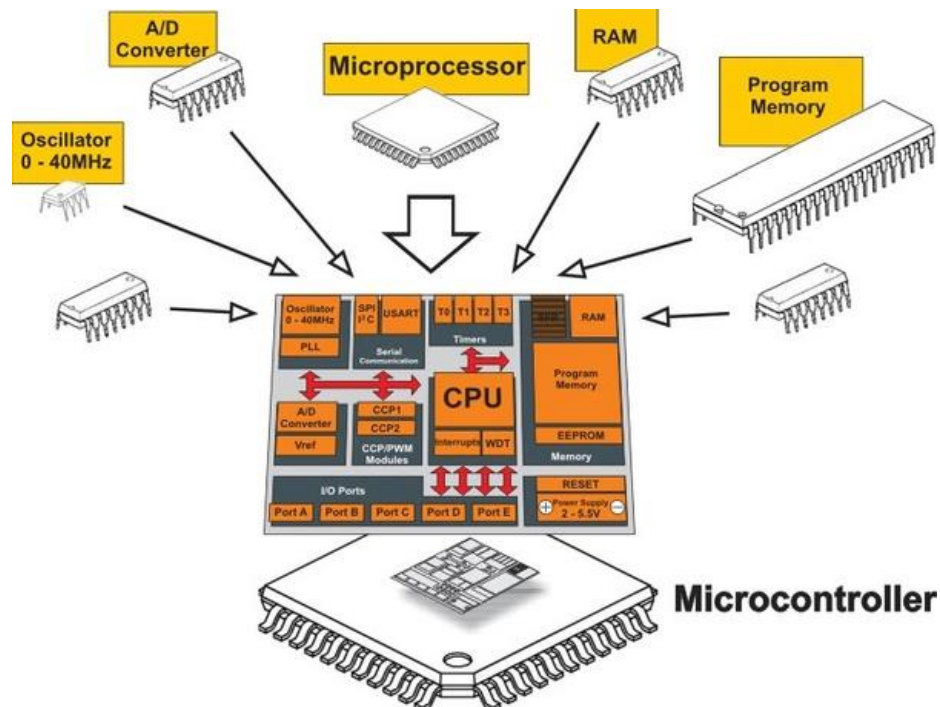 A/D
Converter
Microprocessor
RAM
Program
Memory
Oscillator
0 - 40MHz
Oscillator
0 - 40MHz
PLL
SPI
I²C
USART
Serial
Communication
T0 T1 T2 T3
Timers
RAM
Program
Memory
EEPROM
Memory
A/D
Converter
Vref
CCP1
CCP2
CCP/PWM
Modules
CPU
Interrupts WDT
I/O Ports
Port A Port B Port C Port D Port E
RESET
Power Supply
2 - 5.5V
+ −
Microcontroller